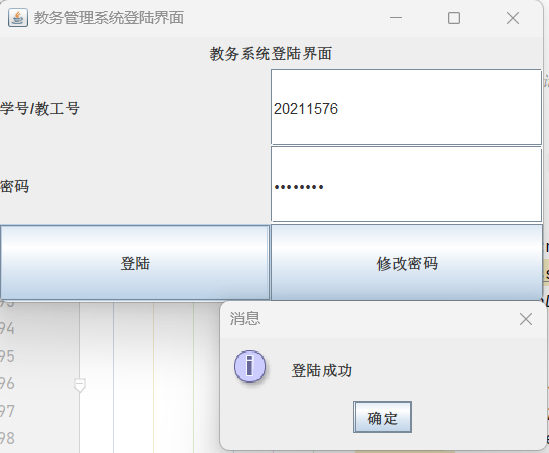 教务管理系统登陆界面
教务系统登陆界面
学号/教工号
20211576
密码
••••••••
登陆
修改密码
消息
登陆成功
确定
94
95
96
97
98